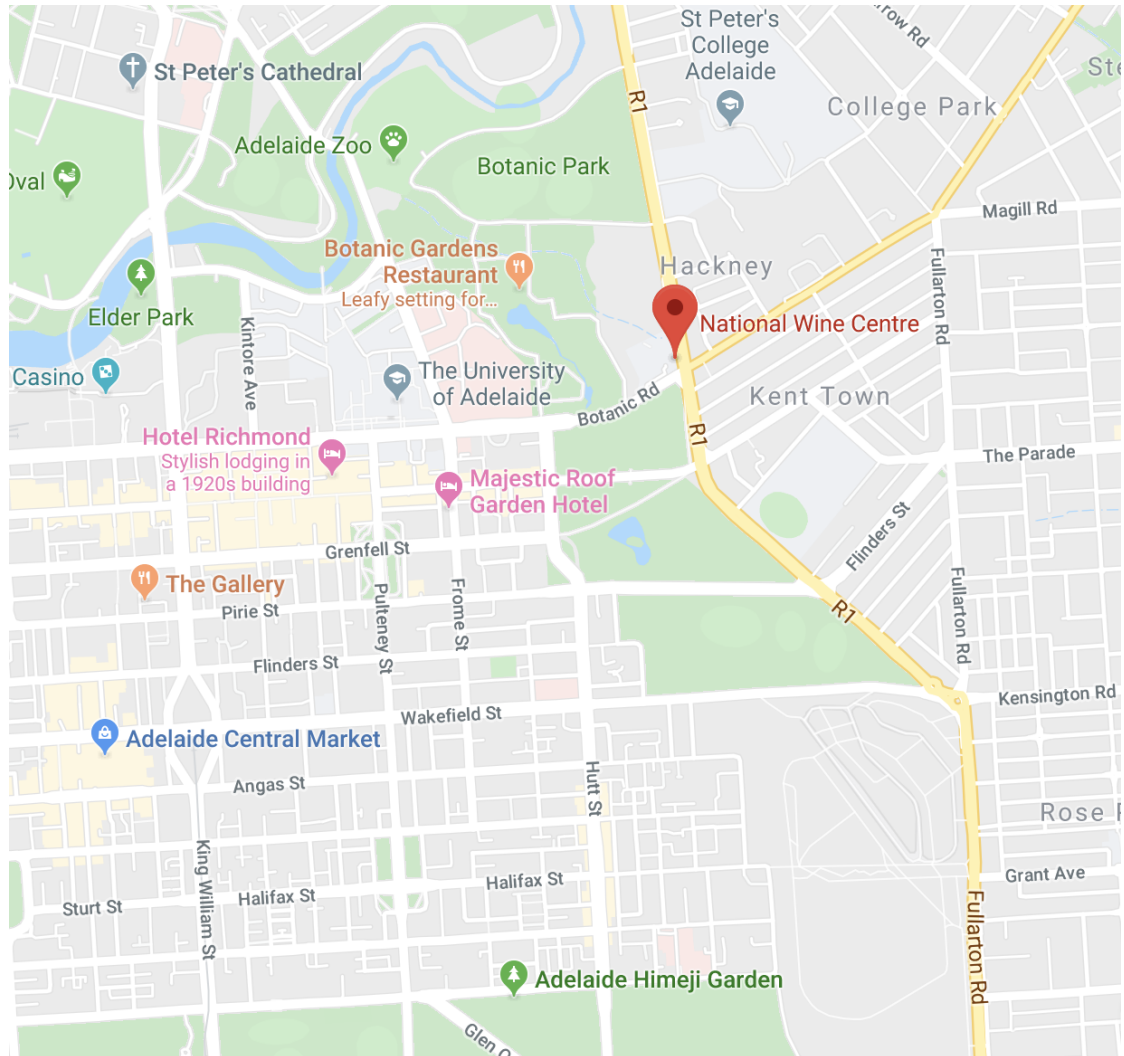 St Peter's
College
Adelaide
rrow Rd
St Peter's Cathedral
R1
College Park
Ste
Adelaide Zoo
Botanic Park
Oval
Magill Rd
Botanic Gardens
Restaurant
Leafy setting for...
Hackney
Fullarton Rd
Elder Park
Kintore Ave
National Wine Centre
Casino
The University
of Adelaide
Botanic Rd
Kent Town
Hotel Richmond
Stylish lodging in
a 1920s building
R1
The Parade
Majestic Roof
Garden Hotel
Flinders St
Grenfell St
The Gallery
Pirie St
Pulteney St
Frome St
Fullarton Rd
R1
Flinders St
Kensington Rd
Wakefield St
Adelaide Central Market
Angas St
Hutt St
Rose P
King William St
Grant Ave
Halifax St
Halifax St
Sturt St
Fullarton Rd
Adelaide Himeji Garden
Glen O